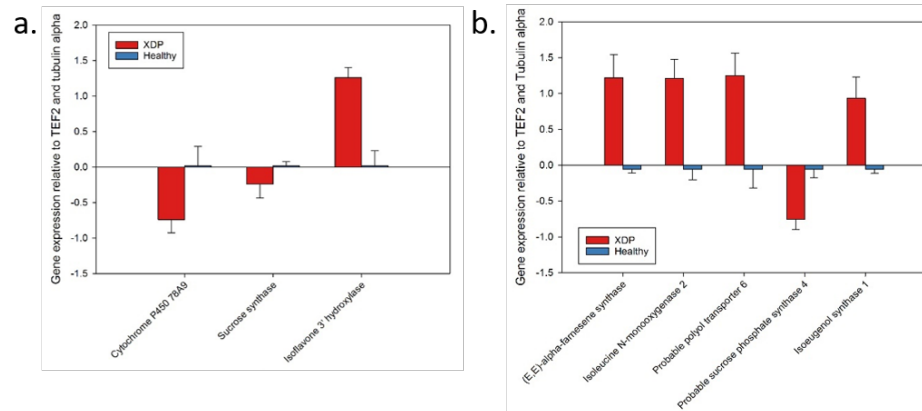 a.
Gene expression relative to TEF2 and tubulin alpha
2.0
1.5
1.0
0.5
0.0
-0.5
-1.0
-1.5
XDP
Healthy
Cytochrome P450 78A9
Sucrose synthase
Isoflavone 3' hydroxylase
b.
Gene expression relative to TEF2 and Tubulin alpha
2.0
1.5
1.0
0.5
0.0
-0.5
-1.0
-1.5
XDP
Healthy
(E,E)-alpha-farnesene synthase
Isoleucine N-monooxygenase 2
Probable polyol transporter 6
Probable sucrose phosphate synthase 4
Isoeugenol synthase 1